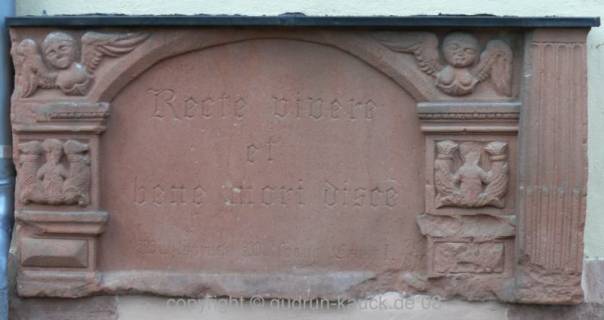 Recte vivere
et
bene mori disce
copyright © gudrun-kauck.de 08